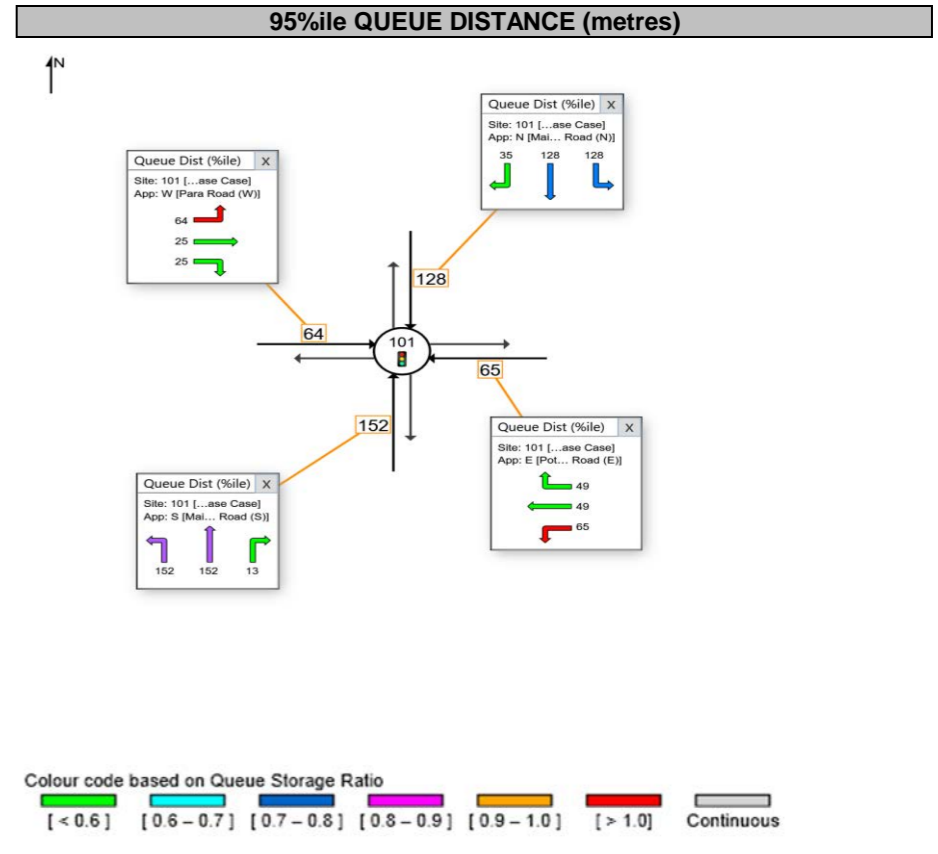 95%ile QUEUE DISTANCE (metres)
N
Queue Dist (%ile) X
Site: 101 [...ase Case]
App: N [Mai... Road (N)]
35 128 128
Queue Dist (%ile) X
Site: 101 [...ase Case]
App: W [Para Road (W)]
64
25
25
128
64
101
65
152
Queue Dist (%ile) X
Site: 101 [...ase Case]
App: E [Pot... Road (E)]
49
49
65
Queue Dist (%ile) X
Site: 101 [...ase Case]
App: S [Mai... Road (S)]
152 152 13
Colour code based on Queue Storage Ratio
[ < 0.6 ] [ 0.6 – 0.7 ] [ 0.7 – 0.8 ] [ 0.8 – 0.9 ] [ 0.9 – 1.0 ] [ > 1.0] Continuous